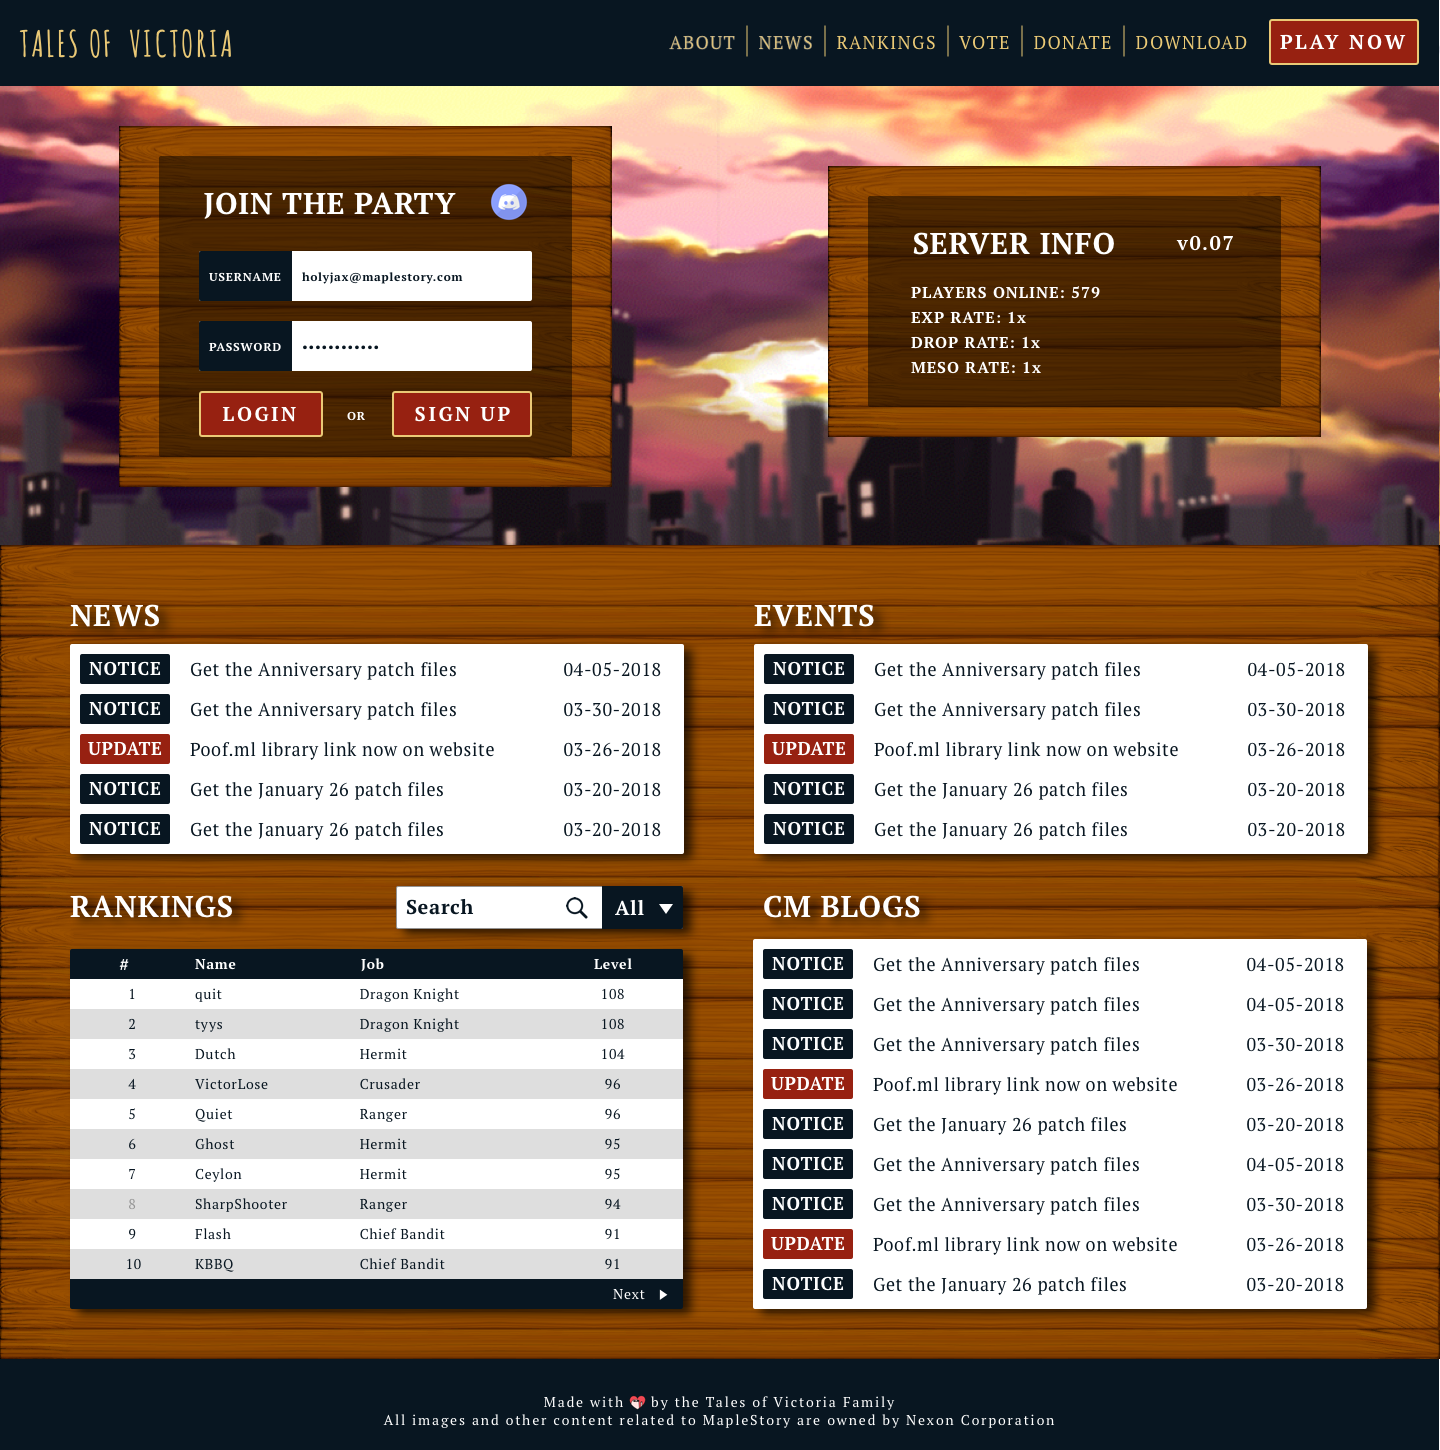 TALES OF VICTORIA
ABOUT NEWS RANKINGS VOTE DONATE DOWNLOAD PLAY NOW
JOIN THE PARTY
USERNAME holyjax@maplestory.com
PASSWORD ••••••••••••
LOGIN OR SIGN UP
SERVER INFO v0.07
PLAYERS ONLINE: 579
EXP RATE: 1x
DROP RATE: 1x
MESO RATE: 1x
NEWS
NOTICE Get the Anniversary patch files 04-05-2018
NOTICE Get the Anniversary patch files 03-30-2018
UPDATE Poof.ml library link now on website 03-26-2018
NOTICE Get the January 26 patch files 03-20-2018
NOTICE Get the January 26 patch files 03-20-2018
EVENTS
NOTICE Get the Anniversary patch files 04-05-2018
NOTICE Get the Anniversary patch files 03-30-2018
UPDATE Poof.ml library link now on website 03-26-2018
NOTICE Get the January 26 patch files 03-20-2018
NOTICE Get the January 26 patch files 03-20-2018
RANKINGS Search All
# Name Job Level
1 quit Dragon Knight 108
2 tyys Dragon Knight 108
3 Dutch Hermit 104
4 VictorLose Crusader 96
5 Quiet Ranger 96
6 Ghost Hermit 95
7 Ceylon Hermit 95
8 SharpShooter Ranger 94
9 Flash Chief Bandit 91
10 KBBQ Chief Bandit 91
Next
CM BLOGS
NOTICE Get the Anniversary patch files 04-05-2018
NOTICE Get the Anniversary patch files 04-05-2018
NOTICE Get the Anniversary patch files 03-30-2018
UPDATE Poof.ml library link now on website 03-26-2018
NOTICE Get the January 26 patch files 03-20-2018
NOTICE Get the Anniversary patch files 04-05-2018
NOTICE Get the Anniversary patch files 03-30-2018
UPDATE Poof.ml library link now on website 03-26-2018
NOTICE Get the January 26 patch files 03-20-2018
Made with by the Tales of Victoria Family
All images and other content related to MapleStory are owned by Nexon Corporation